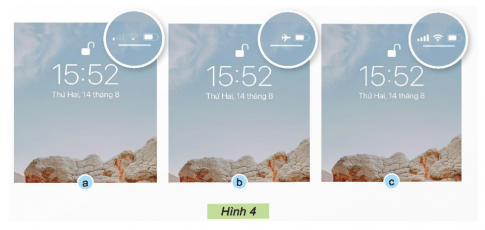 15:52
Thứ Hai, 14 tháng 8
a
15:52
Thứ Hai, 14 tháng 8
b
15:52
Thứ Hai, 14 tháng 8
c
Hình 4